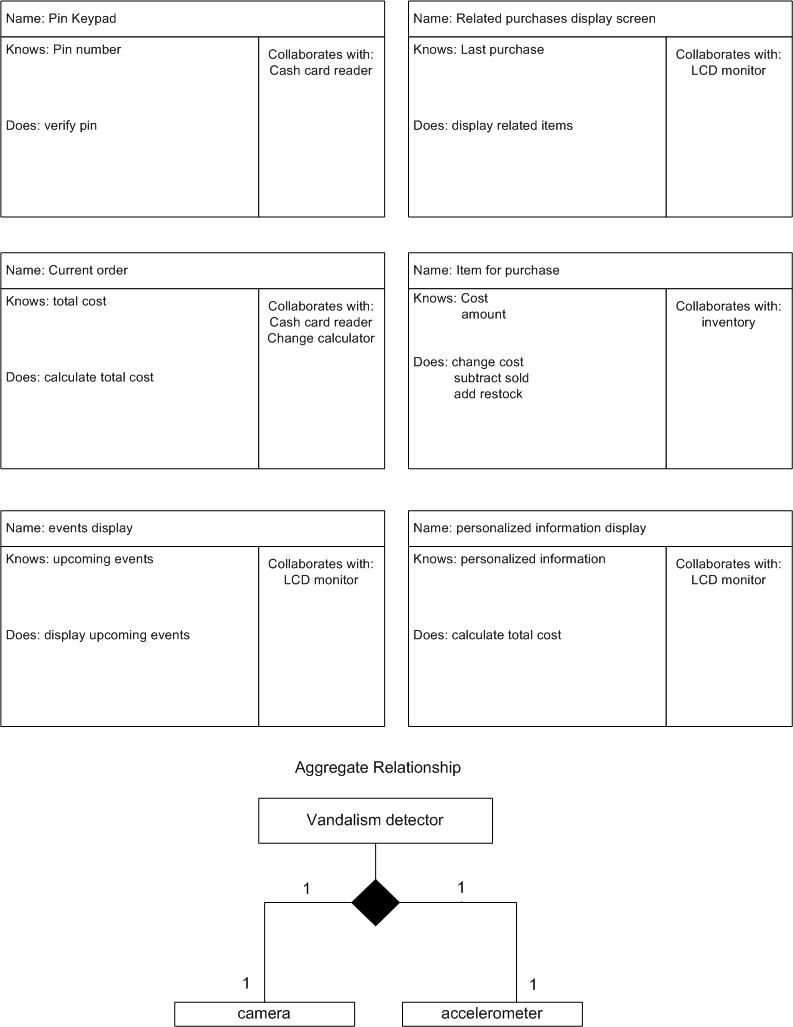 Name: Pin Keypad
Knows: Pin number
Collaborates with:
Cash card reader
Does: verify pin
Name: Related purchases display screen
Knows: Last purchase
Collaborates with:
LCD monitor
Does: display related items
Name: Current order
Knows: total cost
Collaborates with:
Cash card reader
Change calculator
Does: calculate total cost
Name: Item for purchase
Knows: Cost
amount
Collaborates with:
inventory
Does: change cost
subtract sold
add restock
Name: events display
Knows: upcoming events
Collaborates with:
LCD monitor
Does: display upcoming events
Name: personalized information display
Knows: personalized information
Collaborates with:
LCD monitor
Does: calculate total cost
Aggregate Relationship
Vandalism detector
1
1
1
1
camera
accelerometer